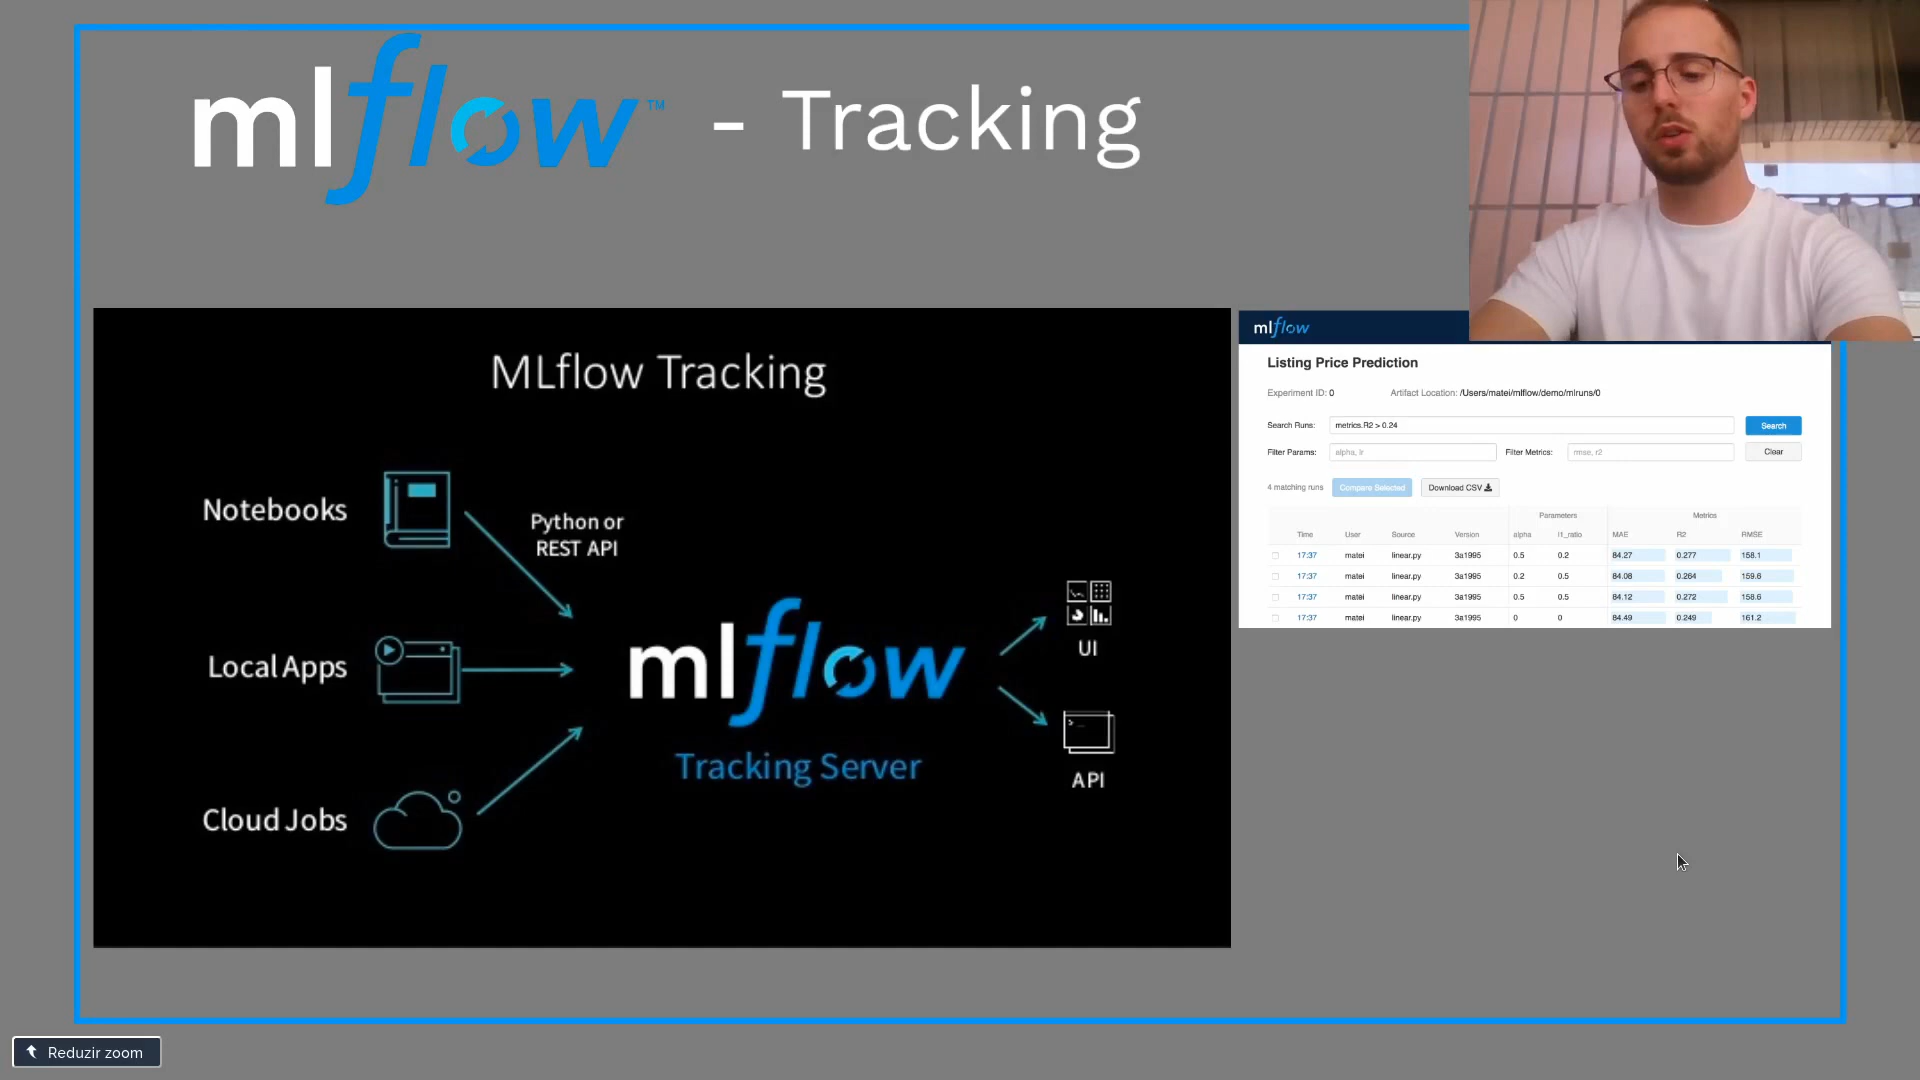 mlflow™ - Tracking
MLflow Tracking
Notebooks
Python or
REST API
Local Apps
mlflow
Tracking Server
Cloud Jobs
UI
API
mlflow
Listing Price Prediction
Experiment ID: 0 Artifact Location: /Users/matei/mlflow/demo/mlruns/0
Search Runs: metrics.R2 > 0.24 Search
Filter Params: alpha, lr Filter Metrics: rmse, r2 Clear
4 matching runs Compare Selected Download CSV
Parameters Metrics
Time User Source Version alpha l1_ratio MAE R2 RMSE
17:37 matei linear.py 3a1995 0.5 0.2 84.27 0.277 158.1
17:37 matei linear.py 3a1995 0.2 0.5 84.08 0.264 159.6
17:37 matei linear.py 3a1995 0.5 0.5 84.12 0.272 158.6
17:37 matei linear.py 3a1995 0 0 84.49 0.249 161.2
Reduzir zoom